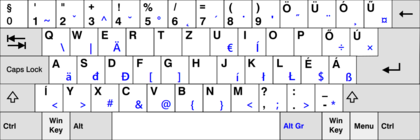 § ' " + ! % / = ( ) Ö Ü Ó
0 1 ~ 2 ˇ 3 ^ 4 ˘ 5 ° 6 ˛ 7 ` 8 ˙ 9 ´ ˝ ¨ ¸
Q W E R T Z U I O P Ő Ú
\ | Ä € Í ÷ ×
Caps Lock A S D F G H J K L É Á Ű
ä đ Đ [ ] í ł Ł $ ß ¤
Í Y X C V B N M ? : _
< > # & @ { } < , ; . > - *
Ctrl Win Key Alt Alt Gr Win Key Menu Ctrl